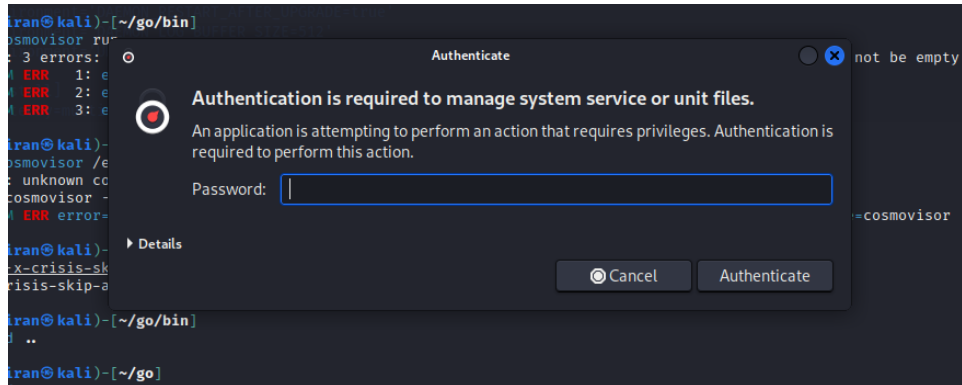 iran㉿kali)-[~/go/bin]
osmovisor run
: 3 errors:
not be empty
ERR 1: e
ERR 2: e
ERR 3: e
iran㉿kali)-
osmovisor /e
: unknown co
cosmovisor -
ERR error=
=cosmovisor
iran㉿kali)-
-x-crisis-sk
risis-skip-a
iran㉿kali)-[~/go/bin]
..
iran㉿kali)-[~/go]
Authenticate
Authentication is required to manage system service or unit files.
An application is attempting to perform an action that requires privileges. Authentication is
required to perform this action.
Password:
Details
Cancel
Authenticate